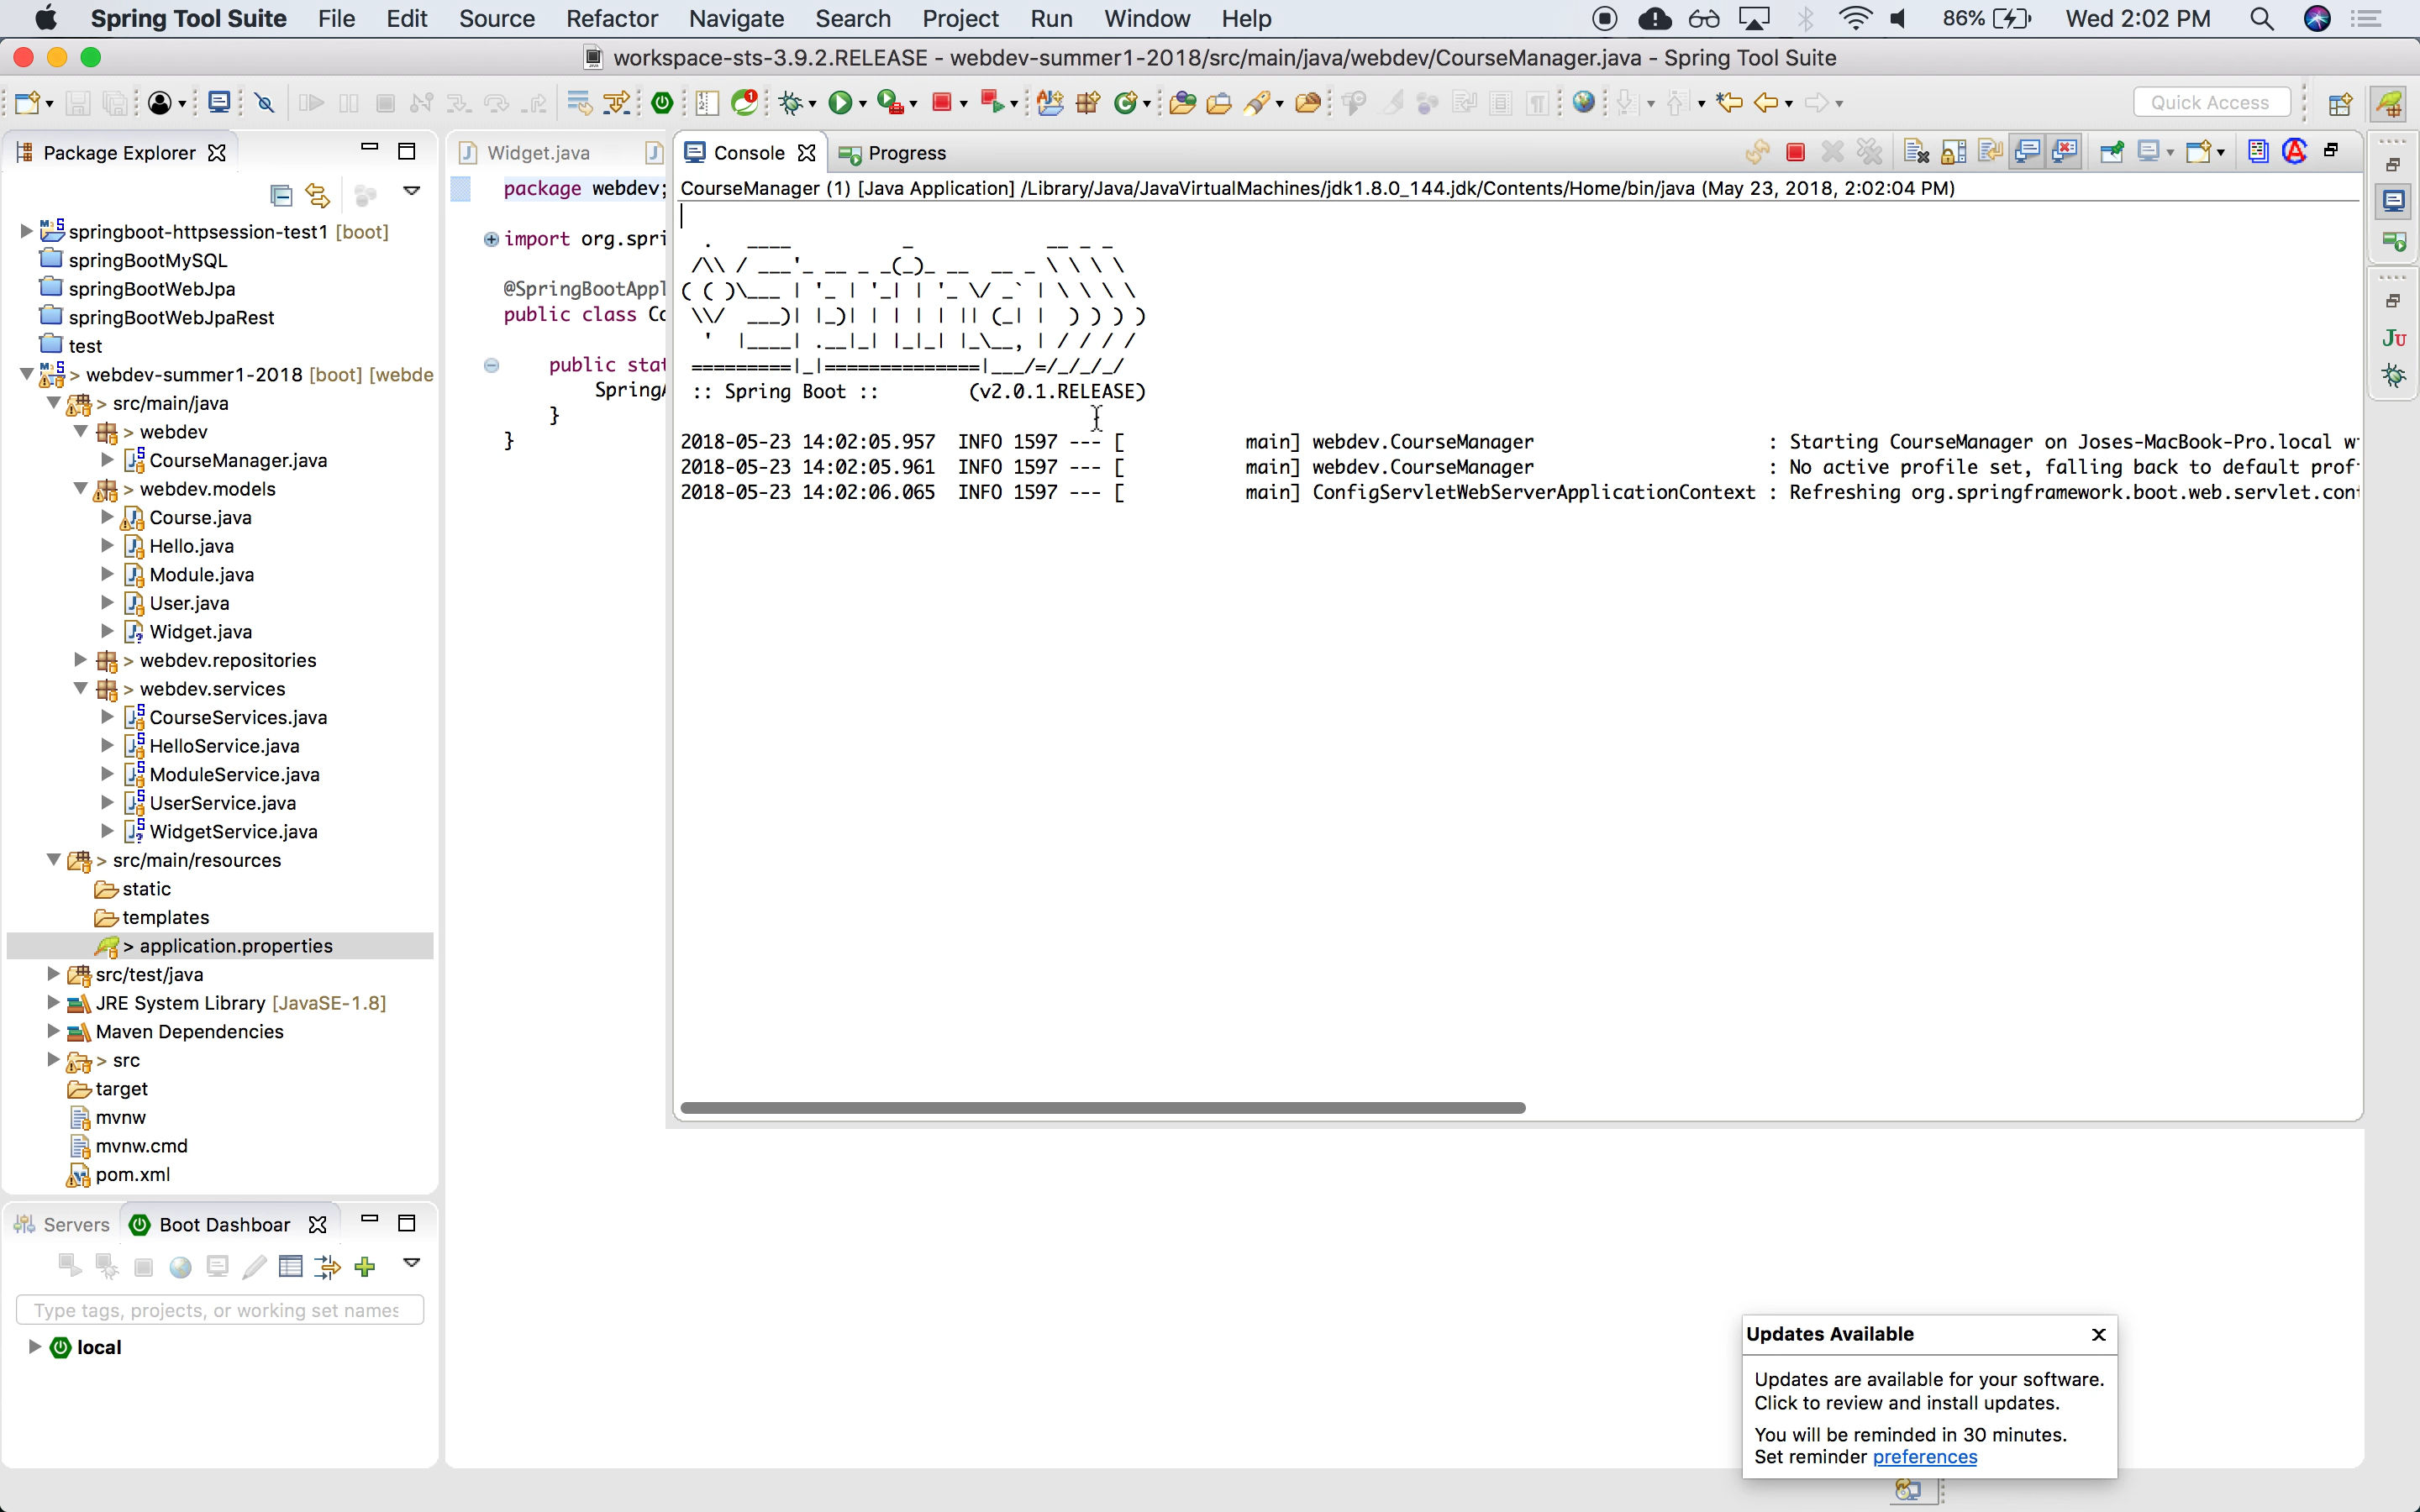 Spring Tool Suite File Edit Source Refactor Navigate Search Project Run Window Help 86% Wed 2:02 PM
workspace-sts-3.9.2.RELEASE - webdev-summer1-2018/src/main/java/webdev/CourseManager.java - Spring Tool Suite
Quick Access
Package Explorer
springboot-httpsession-test1 [boot]
springBootMySQL
springBootWebJpa
springBootWebJpaRest
test
> webdev-summer1-2018 [boot] [webde
> src/main/java
> webdev
CourseManager.java
> webdev.models
Course.java
Hello.java
Module.java
User.java
Widget.java
> webdev.repositories
> webdev.services
CourseServices.java
HelloService.java
ModuleService.java
UserService.java
WidgetService.java
> src/main/resources
static
templates
> application.properties
src/test/java
JRE System Library [JavaSE-1.8]
Maven Dependencies
> src
target
mvnw
mvnw.cmd
pom.xml
Servers Boot Dashboar
Type tags, projects, or working set names
local
Widget.java
package webdev;
import org.spri
@SpringBootAppl
public class Co
public stat
SpringA
}
}
Console Progress
CourseManager (1) [Java Application] /Library/Java/JavaVirtualMachines/jdk1.8.0_144.jdk/Contents/Home/bin/java (May 23, 2018, 2:02:04 PM)
:: Spring Boot :: (v2.0.1.RELEASE)
2018-05-23 14:02:05.957 INFO 1597 --- [ main] webdev.CourseManager : Starting CourseManager on Joses-MacBook-Pro.local w
2018-05-23 14:02:05.961 INFO 1597 --- [ main] webdev.CourseManager : No active profile set, falling back to default prof
2018-05-23 14:02:06.065 INFO 1597 --- [ main] ConfigServletWebServerApplicationContext : Refreshing org.springframework.boot.web.servlet.con
Ju
Updates Available x
Updates are available for your software.
Click to review and install updates.
You will be reminded in 30 minutes.
Set reminder preferences